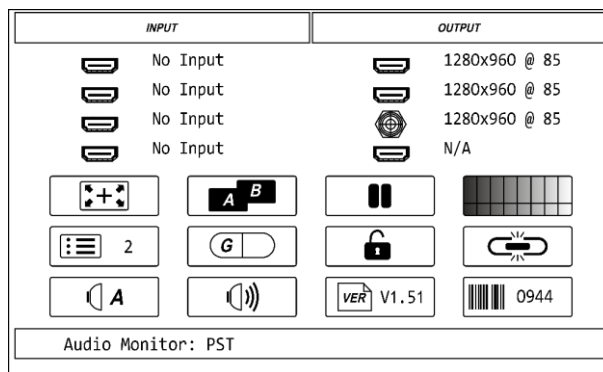 INPUT OUTPUT
No Input 1280x960 @ 85
No Input 1280x960 @ 85
No Input 1280x960 @ 85
No Input N/A
A B
2 G
A VER V1.51 0944
Audio Monitor: PST